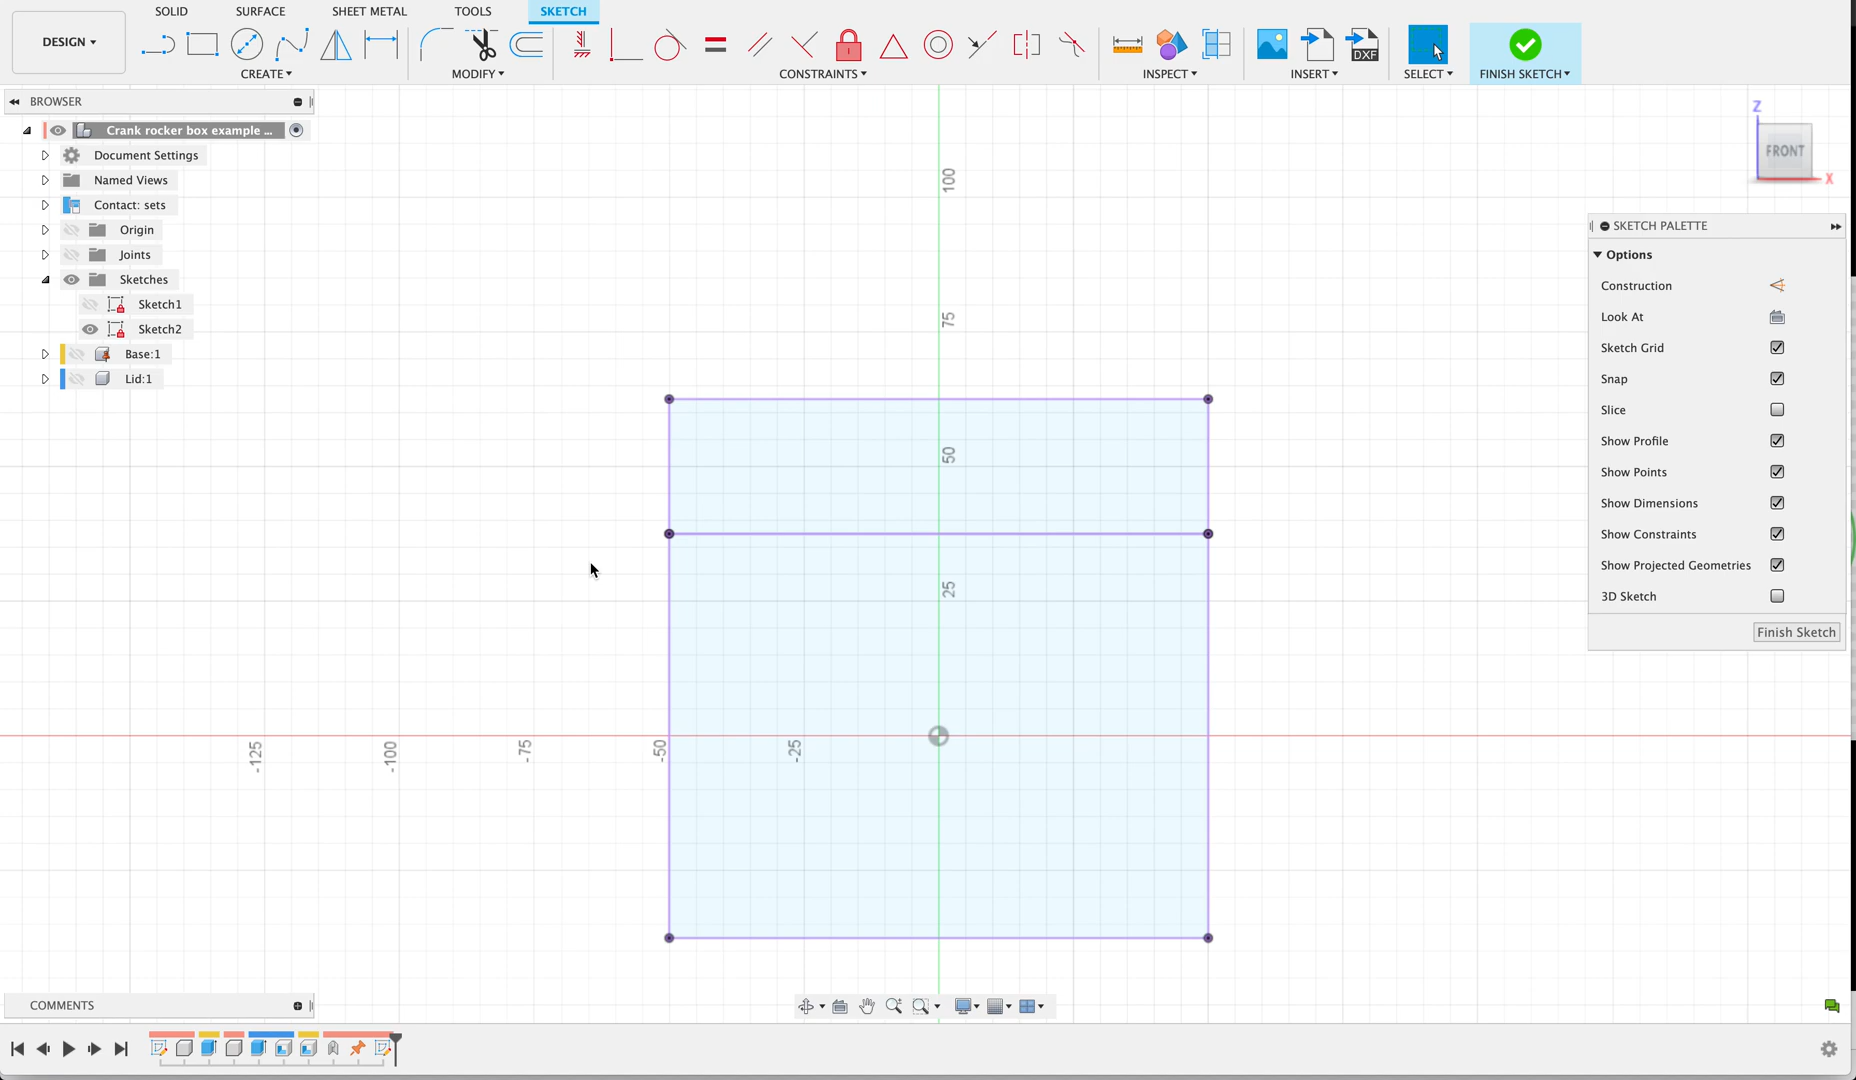 SOLID SURFACE SHEET METAL TOOLS SKETCH
DESIGN ▾
CREATE ▾ MODIFY ▾ CONSTRAINTS ▾ INSPECT ▾ INSERT ▾ SELECT ▾ FINISH SKETCH ▾
DXF
BROWSER
Crank rocker box example ...
Document Settings
Named Views
Contact: sets
Origin
Joints
Sketches
Sketch1
Sketch2
Base:1
Lid:1
Z
FRONT
X
100
75
50
25
-125
-100
-75
-50
-25
SKETCH PALETTE
Options
Construction
Look At
Sketch Grid
Snap
Slice
Show Profile
Show Points
Show Dimensions
Show Constraints
Show Projected Geometries
3D Sketch
Finish Sketch
COMMENTS